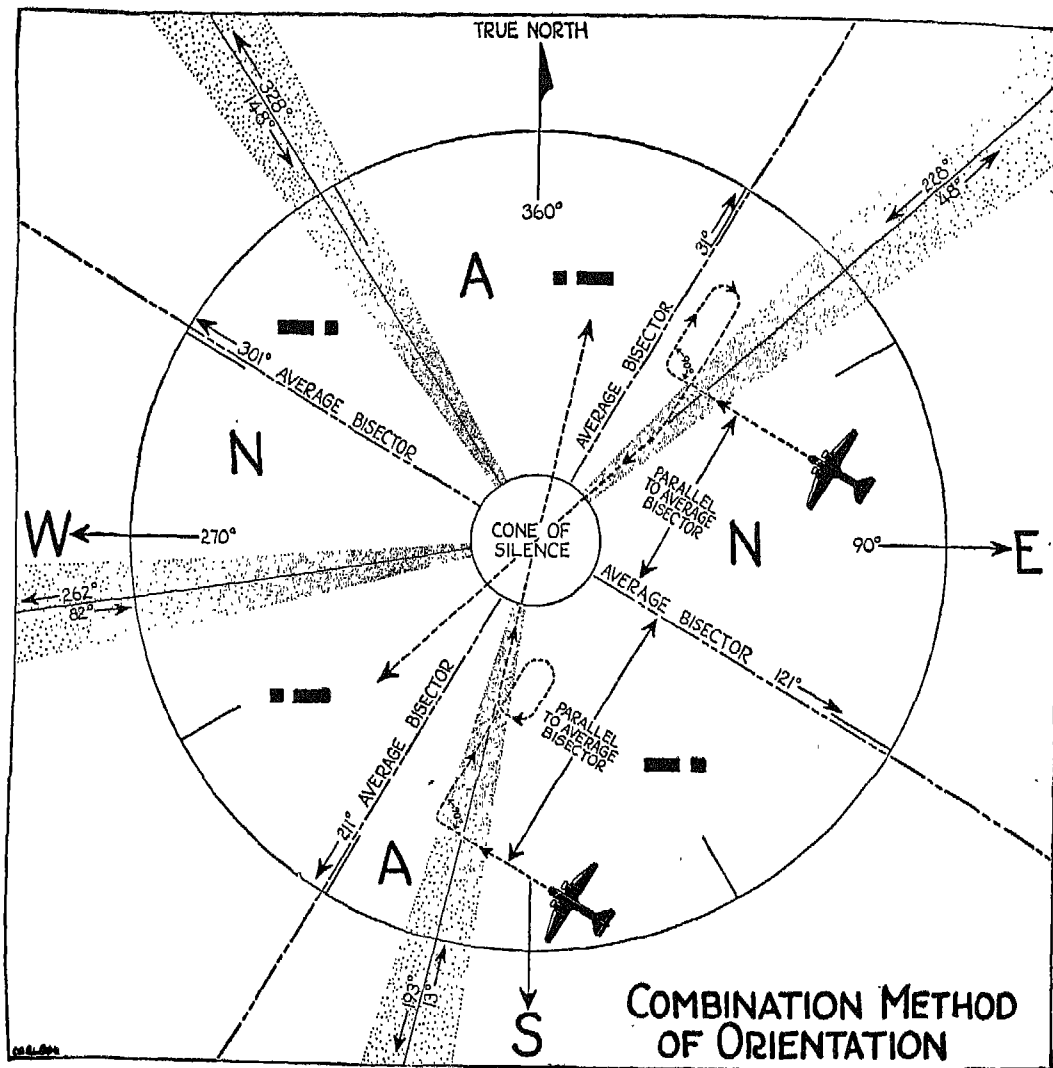 TRUE NORTH
328°
148°
228°
48°
360°
31°
A
AVERAGE BISECTOR
301° AVERAGE BISECTOR
N
PARALLEL
TO AVERAGE
BISECTOR
W
270°
CONE OF
SILENCE
N
90°
E
262°
82°
AVERAGE BISECTOR
121°
PARALLEL
TO AVERAGE
BISECTOR
211° AVERAGE BISECTOR
A
193°
13°
S
COMBINATION METHOD
OF ORIENTATION